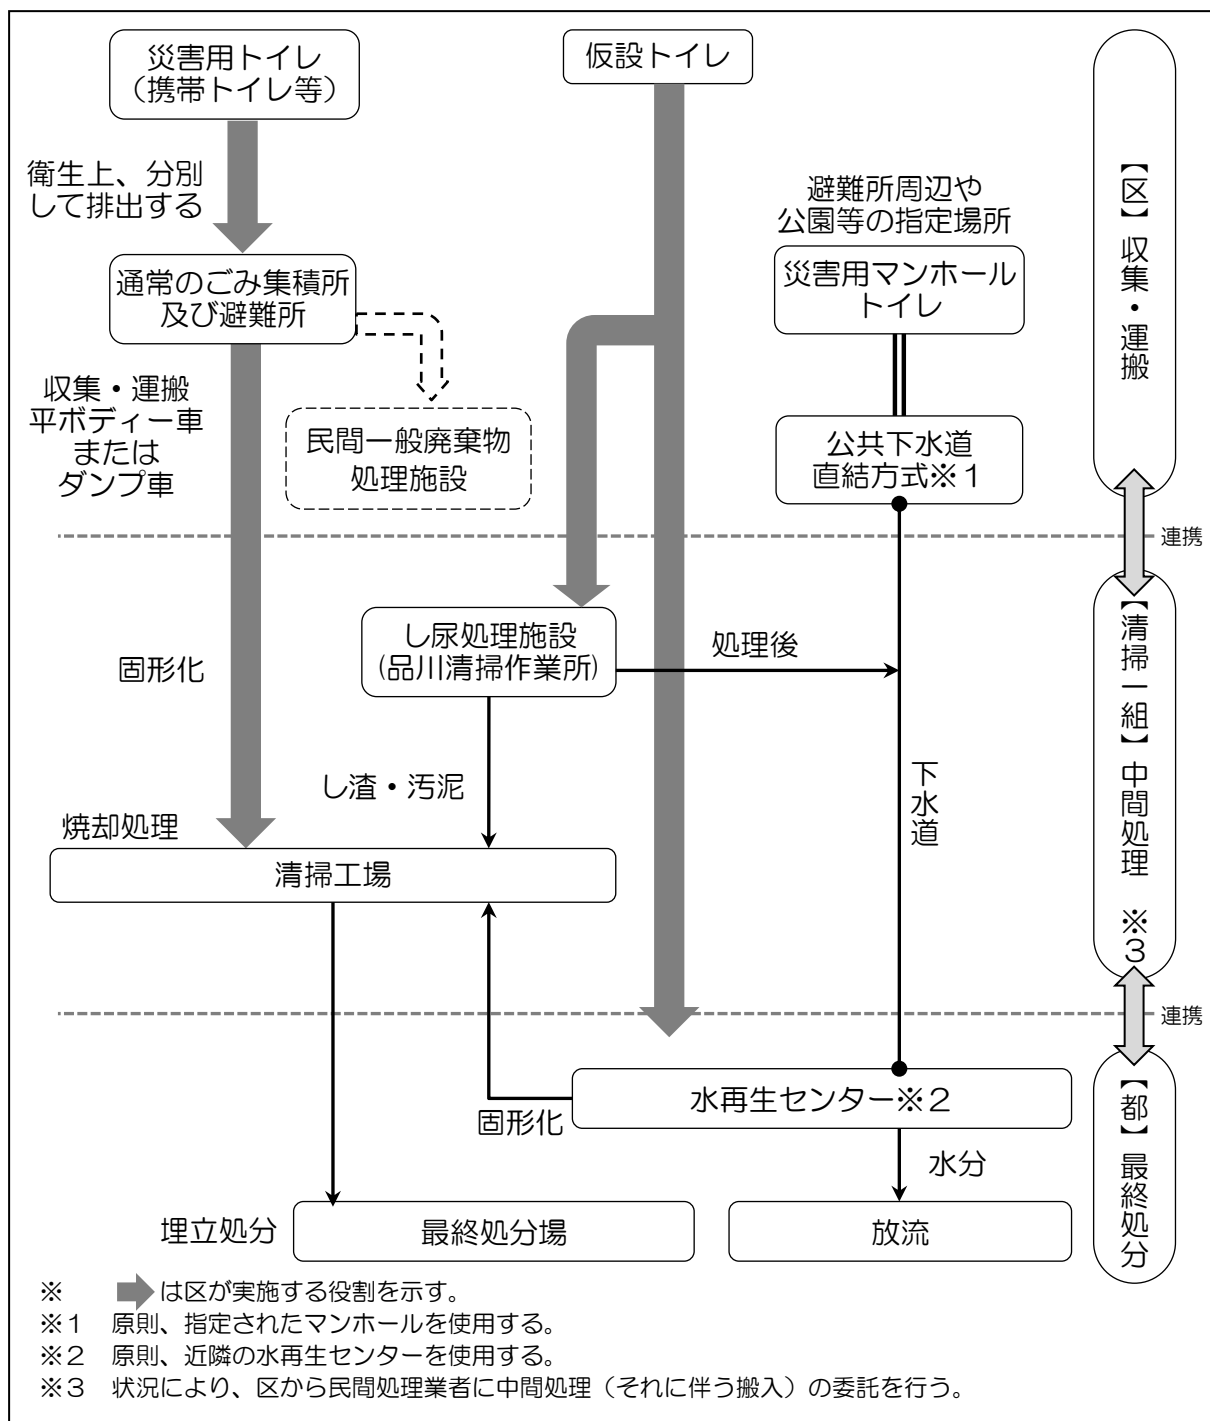 災害用トイレ
（携帯トイレ等）
仮設トイレ
衛生上、分別
して排出する
避難所周辺や
公園等の指定場所
通常のごみ集積所
及び避難所
災害用マンホール
トイレ
収集・運搬
平ボディー車
または
ダンプ車
民間一般廃棄物
処理施設
公共下水道
直結方式※１
【区】収集・運搬
連携
し尿処理施設
(品川清掃作業所)
処理後
固形化
し渣・汚泥
下水道
【清掃一組】中間処理　※３
焼却処理
清掃工場
連携
水再生センター※２
固形化
水分
【都】最終処分
埋立処分
最終処分場
放流
※　は区が実施する役割を示す。
※１　原則、指定されたマンホールを使用する。
※２　原則、近隣の水再生センターを使用する。
※３　状況により、区から民間処理業者に中間処理（それに伴う搬入）の委託を行う。